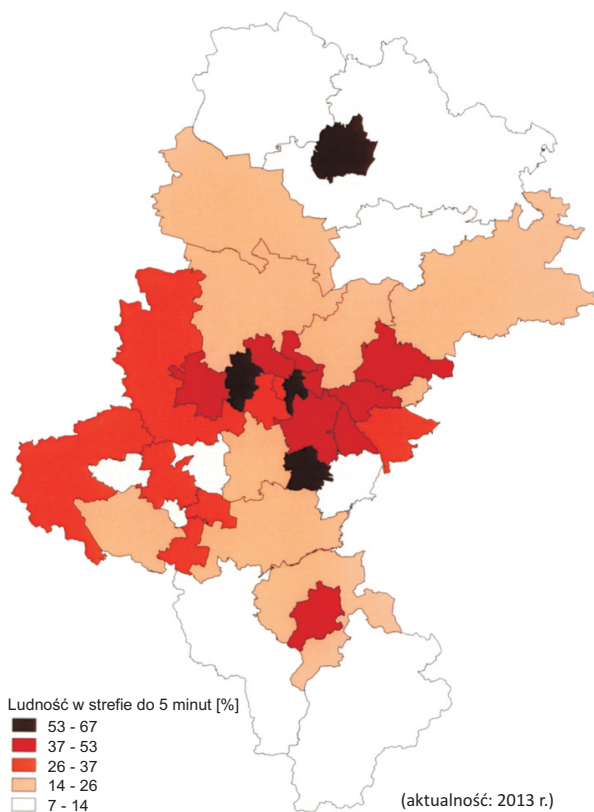 Ludność w strefie do 5 minut [%]
53 - 67
37 - 53
26 - 37
14 - 26
7 - 14
(aktualność: 2013 r.)